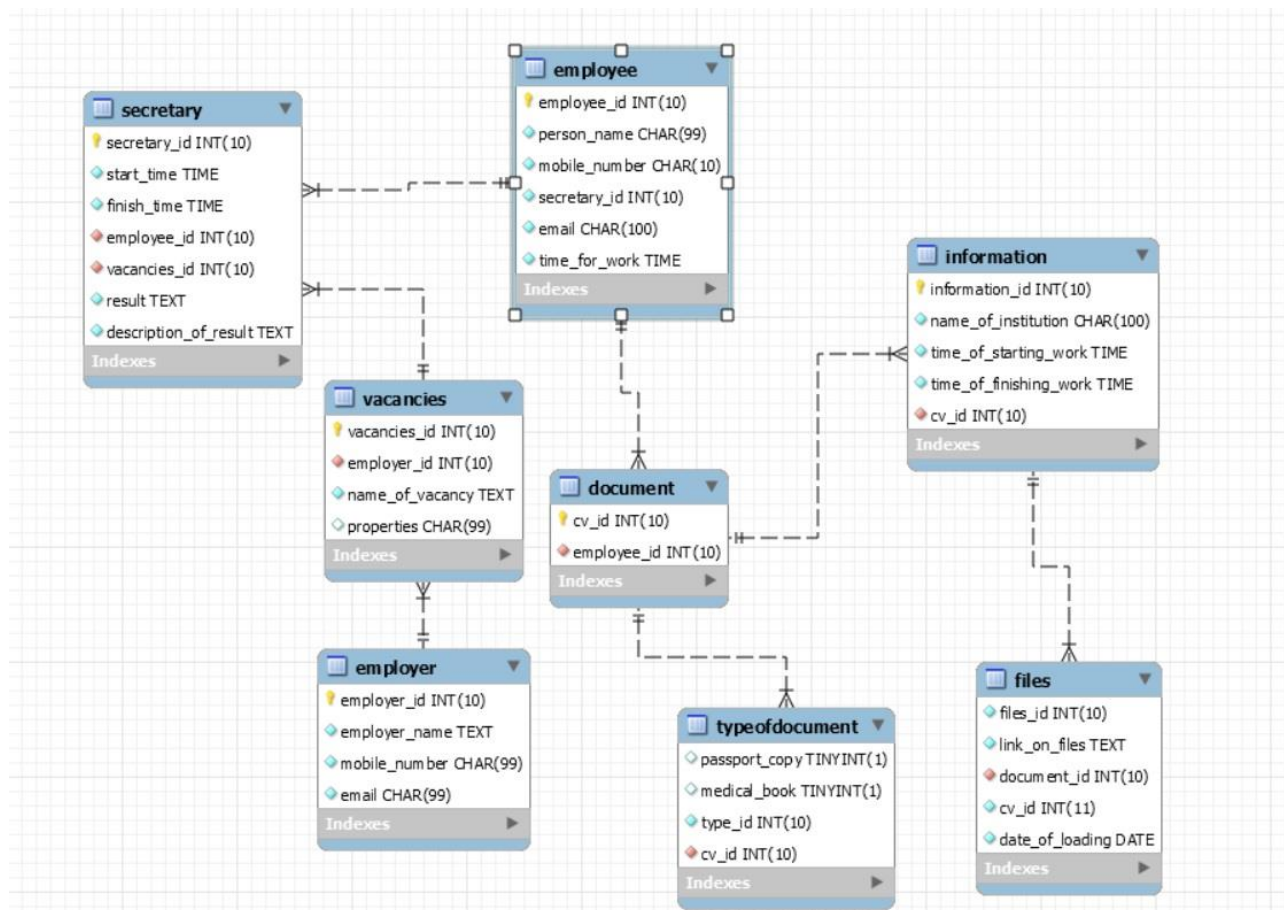 secretary
secretary_id INT(10)
start_time TIME
finish_time TIME
employee_id INT(10)
vacancies_id INT(10)
result TEXT
description_of_result TEXT
Indexes
employee
employee_id INT(10)
person_name CHAR(99)
mobile_number CHAR(10)
secretary_id INT(10)
email CHAR(100)
time_for_work TIME
Indexes
information
information_id INT(10)
name_of_institution CHAR(100)
time_of_starting_work TIME
time_of_finishing_work TIME
cv_id INT(10)
Indexes
vacancies
vacancies_id INT(10)
employer_id INT(10)
name_of_vacancy TEXT
properties CHAR(99)
Indexes
document
cv_id INT(10)
employee_id INT(10)
Indexes
employer
employer_id INT(10)
employer_name TEXT
mobile_number CHAR(99)
email CHAR(99)
Indexes
typeofdocument
passport_copy TINYINT(1)
medical_book TINYINT(1)
type_id INT(10)
cv_id INT(10)
Indexes
files
files_id INT(10)
link_on_files TEXT
document_id INT(10)
cv_id INT(11)
date_of_loading DATE
Indexes